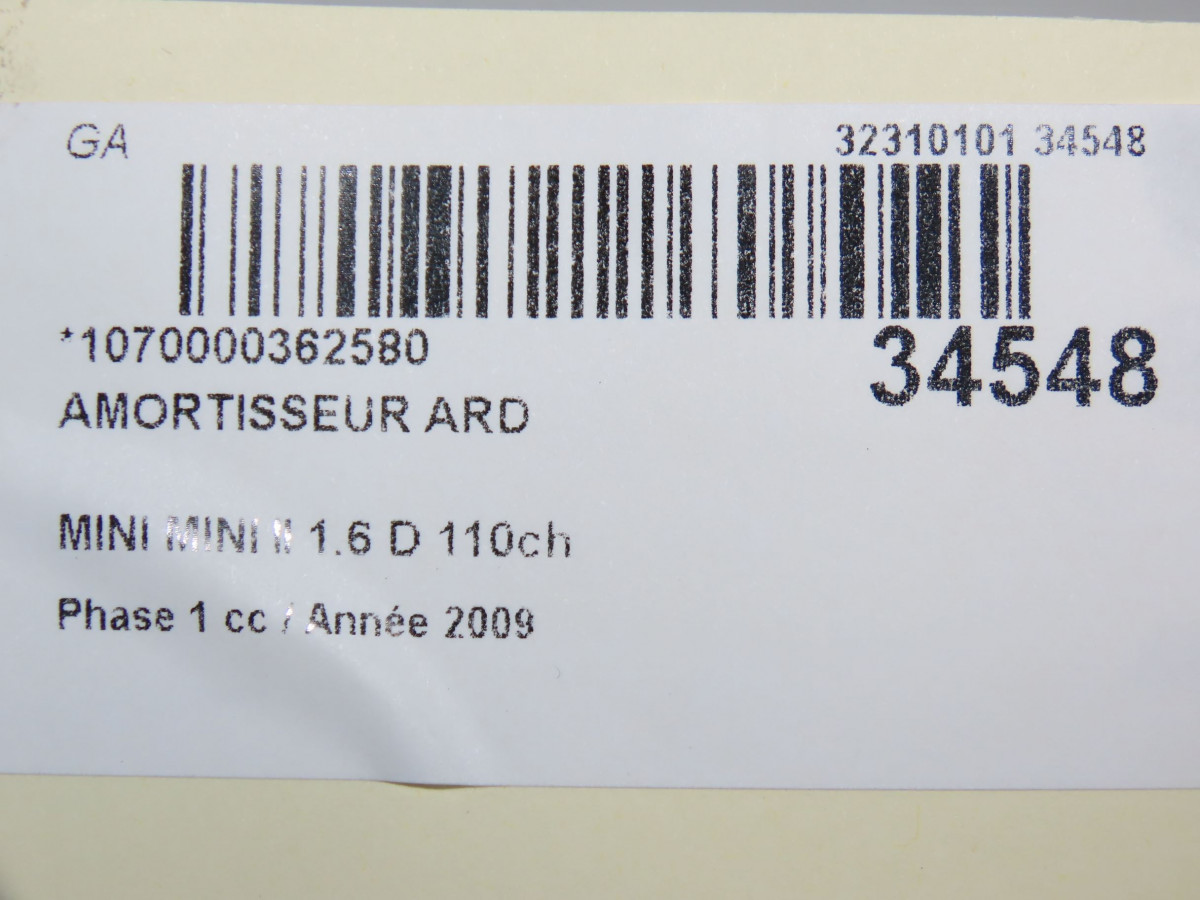 GA
32310101 34548
*1070000362580
34548
AMORTISSEUR ARD
MINI MINI II 1.6 D 110ch
Phase 1 cc / Année 2009